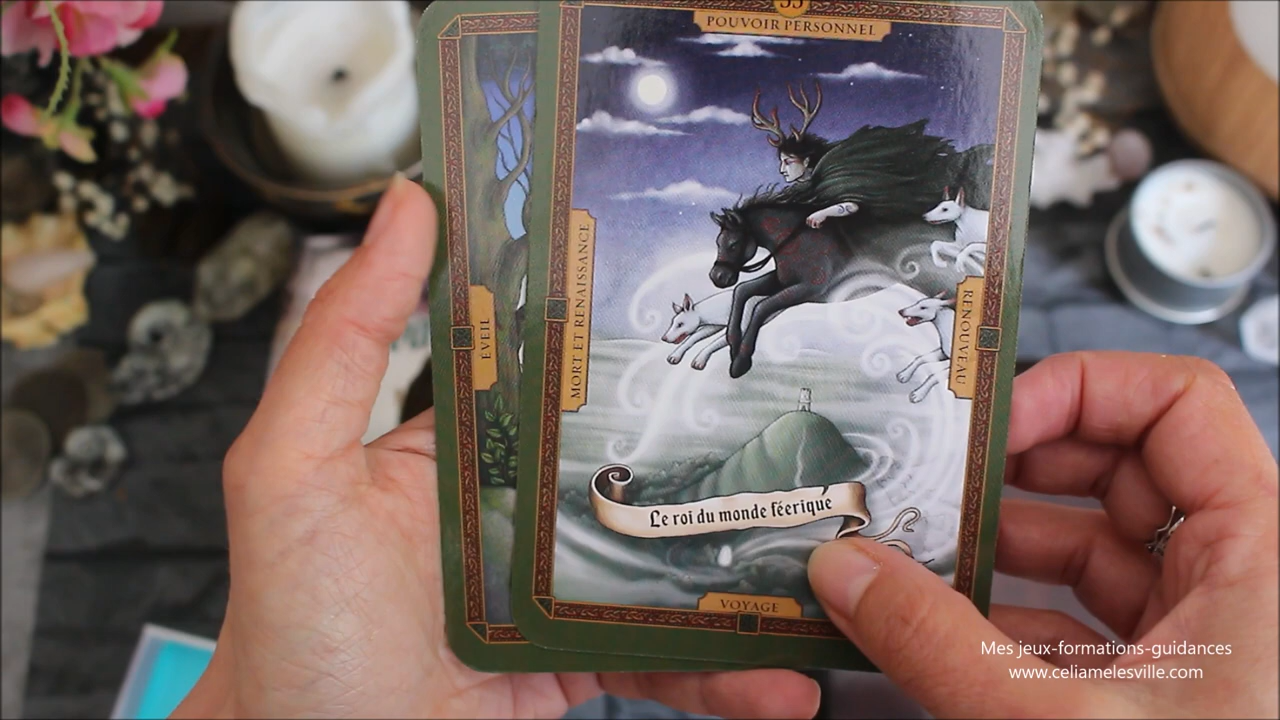 33
POUVOIR PERSONNEL
MORT ET RENAISSANCE
ÉVEIL
RENOUVEAU
Le roi du monde féerique
VOYAGE
Mes jeux-formations-guidances
www.celiamelesville.com